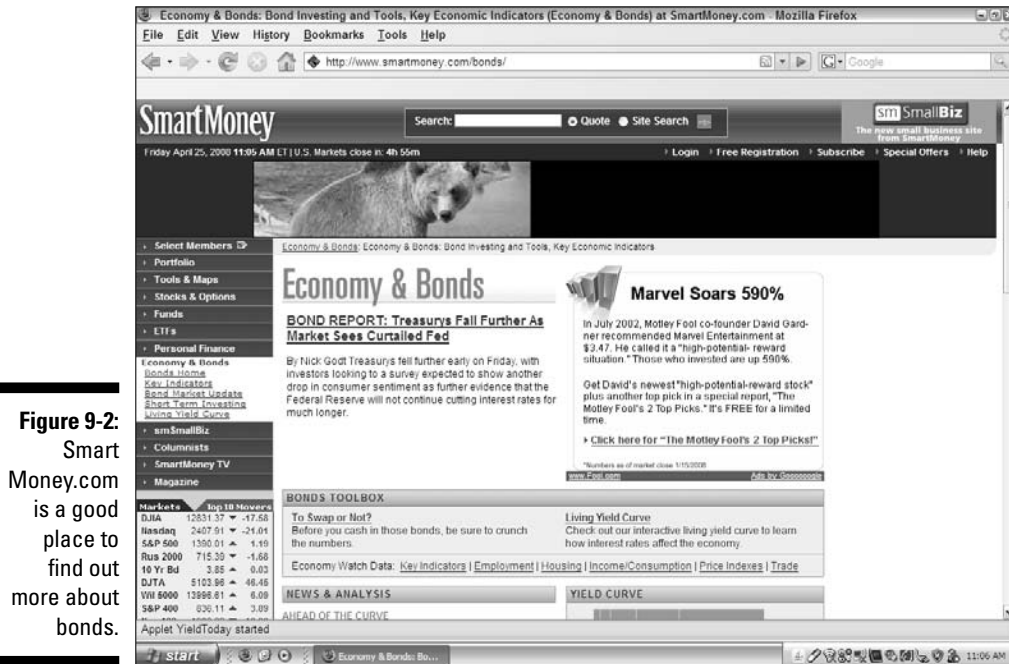 Economy & Bonds: Bond Investing and Tools, Key Economic Indicators (Economy & Bonds) at SmartMoney.com - Mozilla Firefox
File Edit View History Bookmarks Tools Help
http://www.smartmoney.com/bonds/
G Google
SmartMoney
Search:
Quote Site Search
sm SmallBiz
The new small business site
from SmartMoney
Friday April 25, 2008 11:05 AM ET | U.S. Markets close in: 4h 55m
Login Free Registration Subscribe Special Offers Help
Select Members
Portfolio
Tools & Maps
Stocks & Options
Funds
ETFs
Personal Finance
Economy & Bonds
Bonds Home
Key Indicators
Bond Market Update
Short Term Investing
Living Yield Curve
smSmallBiz
Columnists
SmartMoney TV
Magazine
Markets Top 10 Movers
DJIA 12831.37 ▼ -17.58
Nasdaq 2407.91 ▼ -21.01
S&P 500 1390.01 ▲ 1.19
Rus 2000 715.39 ▼ -1.68
10 Yr Bd 3.85 ▲ 0.03
DJTA 5103.96 ▲ 46.46
Wil 5000 13996.61 ▲ 6.09
S&P 400 836.11 ▲ 3.89
Economy & Bonds: Economy & Bonds: Bond Investing and Tools, Key Economic Indicators
Economy & Bonds
BOND REPORT: Treasurys Fall Further As
Market Sees Curtailed Fed
By Nick Godt Treasurys fell further early on Friday, with
investors looking to a survey expected to show another
drop in consumer sentiment as further evidence that the
Federal Reserve will not continue cutting interest rates for
much longer.
Marvel Soars 590%
In July 2002, Motley Fool co-founder David Gard-
ner recommended Marvel Entertainment at
$3.47. He called it a "high-potential- reward
situation." Those who invested are up 590%.
Get David's newest "high-potential-reward stock"
plus another top pick in a special report, "The
Motley Fool's 2 Top Picks." It's FREE for a limited
time.
Click here for "The Motley Fool's 2 Top Picks!"
*Numbers as of market close 1/15/2008
www.Fool.com
Ads by Goooooogle
BONDS TOOLBOX
To Swap or Not?
Before you cash in those bonds, be sure to crunch
the numbers.
Living Yield Curve
Check out our interactive living yield curve to learn
how interest rates affect the economy.
Economy Watch Data: Key Indicators | Employment | Housing | Income/Consumption | Price Indexes | Trade
NEWS & ANALYSIS
AHEAD OF THE CURVE
YIELD CURVE
Applet YieldToday started
start
Economy & Bonds: Bo...
11:06 AM
Figure 9-2:
Smart
Money.com
is a good
place to
find out
more about
bonds.